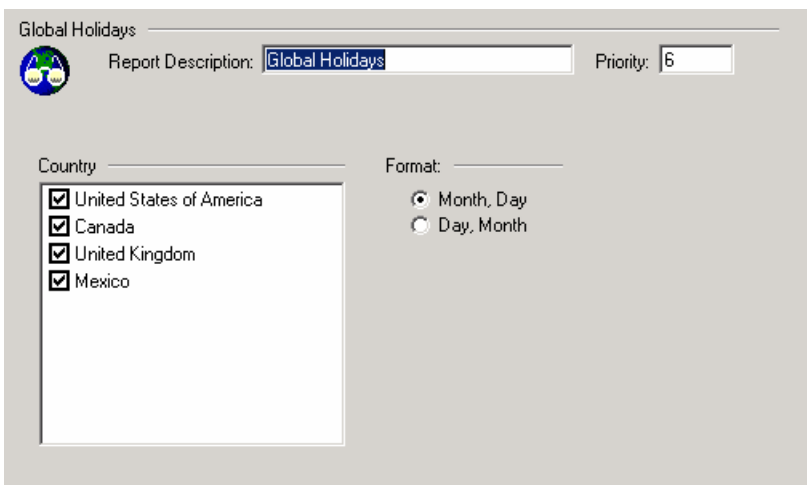 Global Holidays
Report Description: Global Holidays Priority: 6
Country Format:
United States of America Month, Day
Canada Day, Month
United Kingdom
Mexico